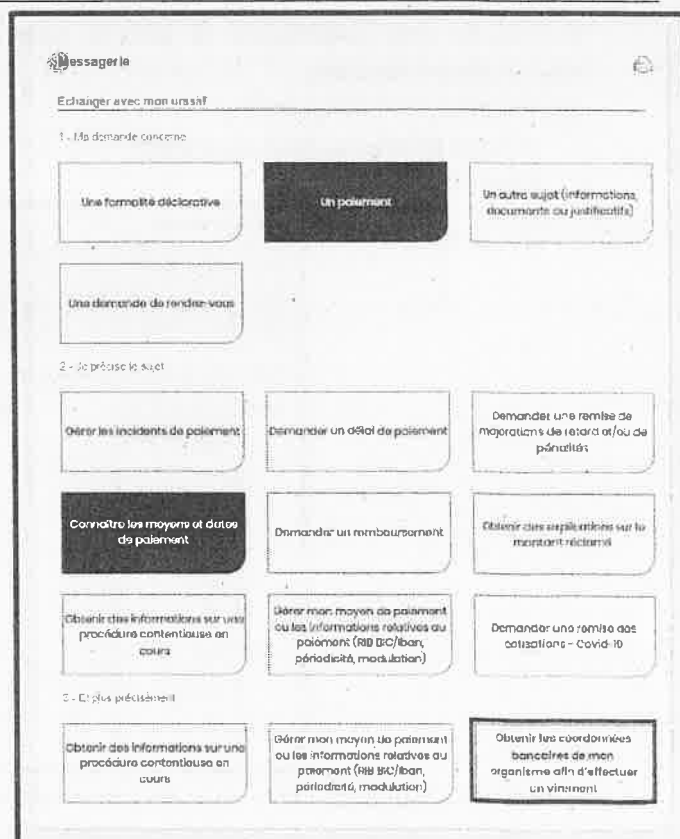 Messagerie
Echanger avec mon urssaf
1 - Ma demande concerne
Une formalité déclarative
Un paiement
Un autre sujet (informations,
documents ou justificatifs)
Une demande de rendez-vous
2 - Je précise le sujet
Gérer les incidents de paiement
Demander un délai de paiement
Demander une remise de
majorations de retard et/ou de
pénalités
Connaître les moyens et dates
de paiement
Demander un remboursement
Obtenir des explications sur le
montant réclamé
Obtenir des informations sur une
procédure contentieuse en
cours
Gérer mon moyen de paiement
ou les informations relatives au
paiement (RIB BIC/Iban,
périodicité, modulation)
Demander une remise des
cotisations - Covid-19
3 - Et plus précisément
Obtenir des informations sur une
procédure contentieuse en
cours
Gérer mon moyen de paiement
ou les informations relatives au
paiement (RIB BIC/Iban,
périodicité, modulation)
Obtenir les coordonnées
bancaires de mon
organisme afin d'effectuer
un virement